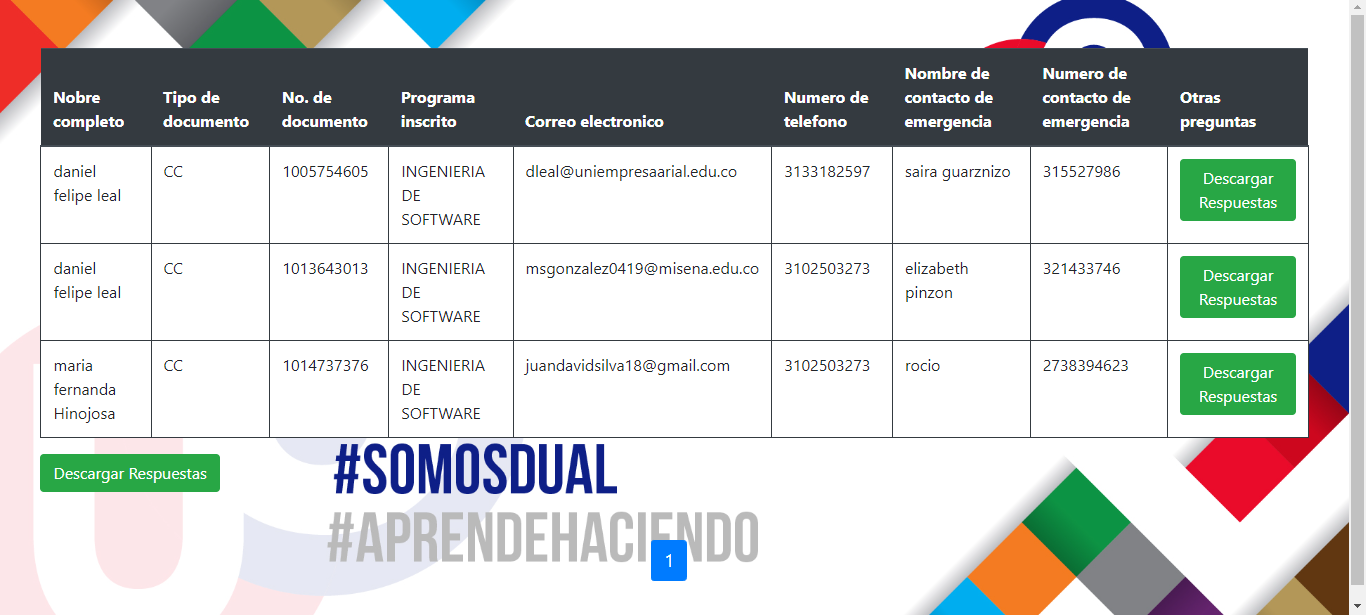 Nobre completo
Tipo de documento
No. de documento
Programa inscrito
Correo electronico
Numero de telefono
Nombre de contacto de emergencia
Numero de contacto de emergencia
Otras preguntas
daniel felipe leal
CC
1005754605
INGENIERIA DE SOFTWARE
dleal@uniempresaarial.edu.co
3133182597
saira guarznizo
315527986
Descargar Respuestas
daniel felipe leal
CC
1013643013
INGENIERIA DE SOFTWARE
msgonzalez0419@misena.edu.co
3102503273
elizabeth pinzon
321433746
Descargar Respuestas
maria fernanda Hinojosa
CC
1014737376
INGENIERIA DE SOFTWARE
juandavidsilva18@gmail.com
3102503273
rocio
2738394623
Descargar Respuestas
Descargar Respuestas
#SOMOSDUAL
#APRENDEHACIENDO
1